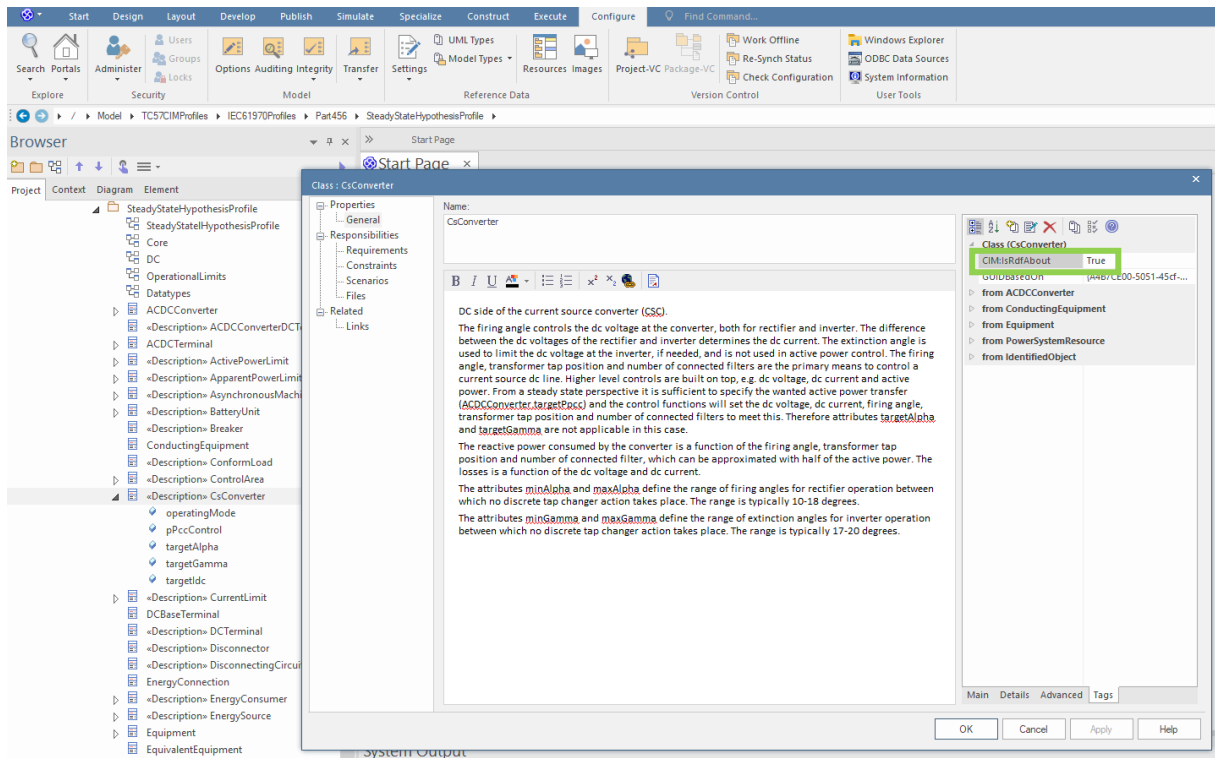 Start Design Layout Develop Publish Simulate Specialize Construct Execute Configure Find Command...
Search Portals Administer Users Groups Locks Options Auditing Integrity Transfer Settings UML Types Model Types Resources Images Project-VC Package-VC Work Offline Re-Synch Status Check Configuration Windows Explorer ODBC Data Sources System Information
Explore Security Model Reference Data Version Control User Tools
/ Model TC57CIMProfiles IEC61970Profiles Part456 SteadyStateHypothesisProfile
Browser
Start Page
Start Page
Project Context Diagram Element
SteadyStateHypothesisProfile
SteadyStateIHypothesisProfile
Core
DC
OperationalLimits
Datatypes
ACDCConverter
«Description» ACDCConverterDCT
ACDCTerminal
«Description» ActivePowerLimit
«Description» ApparentPowerLimit
«Description» AsynchronousMachi
«Description» BatteryUnit
«Description» Breaker
ConductingEquipment
«Description» ConformLoad
«Description» ControlArea
«Description» CsConverter
operatingMode
pPccControl
targetAlpha
targetGamma
targetIdc
«Description» CurrentLimit
DCBaseTerminal
«Description» DCTerminal
«Description» Disconnector
«Description» DisconnectingCircui
EnergyConnection
«Description» EnergyConsumer
«Description» EnergySource
Equipment
EquivalentEquipment
Class : CsConverter
Properties
General
Responsibilities
Requirements
Constraints
Scenarios
Files
Related
Links
Name:
CsConverter
B I U
DC side of the current source converter (CSC).
The firing angle controls the dc voltage at the converter, both for rectifier and inverter. The difference
between the dc voltages of the rectifier and inverter determines the dc current. The extinction angle is
used to limit the dc voltage at the inverter, if needed, and is not used in active power control. The firing
angle, transformer tap position and number of connected filters are the primary means to control a
current source dc line. Higher level controls are built on top, e.g. dc voltage, dc current and active
power. From a steady state perspective it is sufficient to specify the wanted active power transfer
(ACDCConverter.targetPpcc) and the control functions will set the dc voltage, dc current, firing angle,
transformer tap position and number of connected filters to meet this. Therefore attributes targetAlpha
and targetGamma are not applicable in this case.
The reactive power consumed by the converter is a function of the firing angle, transformer tap
position and number of connected filter, which can be approximated with half of the active power. The
losses is a function of the dc voltage and dc current.
The attributes minAlpha and maxAlpha define the range of firing angles for rectifier operation between
which no discrete tap changer action takes place. The range is typically 10-18 degrees.
The attributes minGamma and maxGamma define the range of extinction angles for inverter operation
between which no discrete tap changer action takes place. The range is typically 17-20 degrees.
Class (CsConverter)
CIM:IsRdfAbout True
GUIDBasedOn {A4B7CE00-5051-45cf-...
from ACDCConverter
from ConductingEquipment
from Equipment
from PowerSystemResource
from IdentifiedObject
Main Details Advanced Tags
OK Cancel Apply Help
System Output